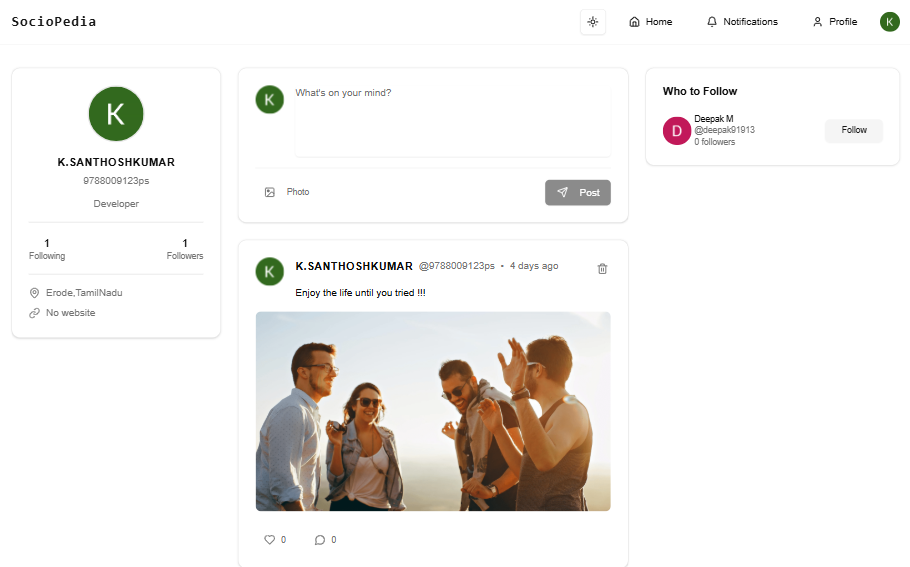 SocioPedia
Home
Notifications
Profile
K
K
K.SANTHOSHKUMAR
9788009123ps
Developer
1
Following
1
Followers
Erode,TamilNadu
No website
K
What's on your mind?
Photo
Post
K
K.SANTHOSHKUMAR @9788009123ps • 4 days ago
Enjoy the life until you tried !!!
0
0
Who to Follow
D
Deepak M
@deepak91913
0 followers
Follow